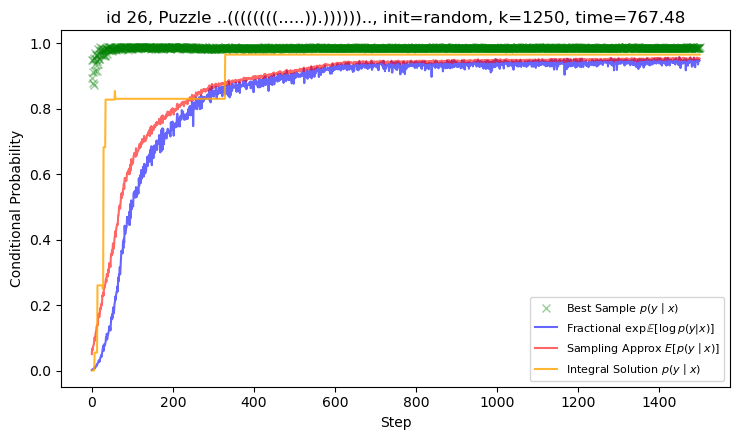 id 26, Puzzle ..((((((((.....)).)))))).., init=random, k=1250, time=767.48
Conditional Probability
1.0
0.8
0.6
0.4
0.2
0.0
Best Sample p(y | x)
Fractional exp𝔼[log p(y|x)]
Sampling Approx E[p(y | x)]
Integral Solution p(y | x)
0 200 400 600 800 1000 1200 1400
Step